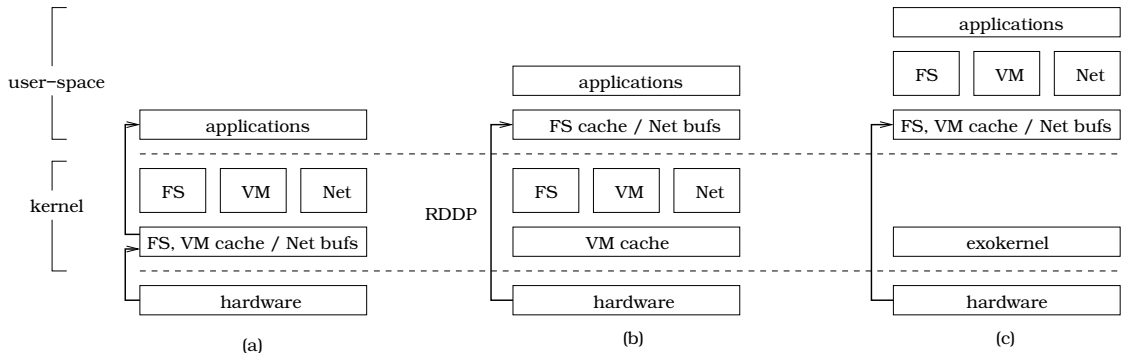 user-space
kernel
applications
FS
VM
Net
FS, VM cache / Net bufs
hardware
(a)
applications
FS cache / Net bufs
FS
VM
Net
RDDP
VM cache
hardware
(b)
applications
FS
VM
Net
FS, VM cache / Net bufs
exokernel
hardware
(c)